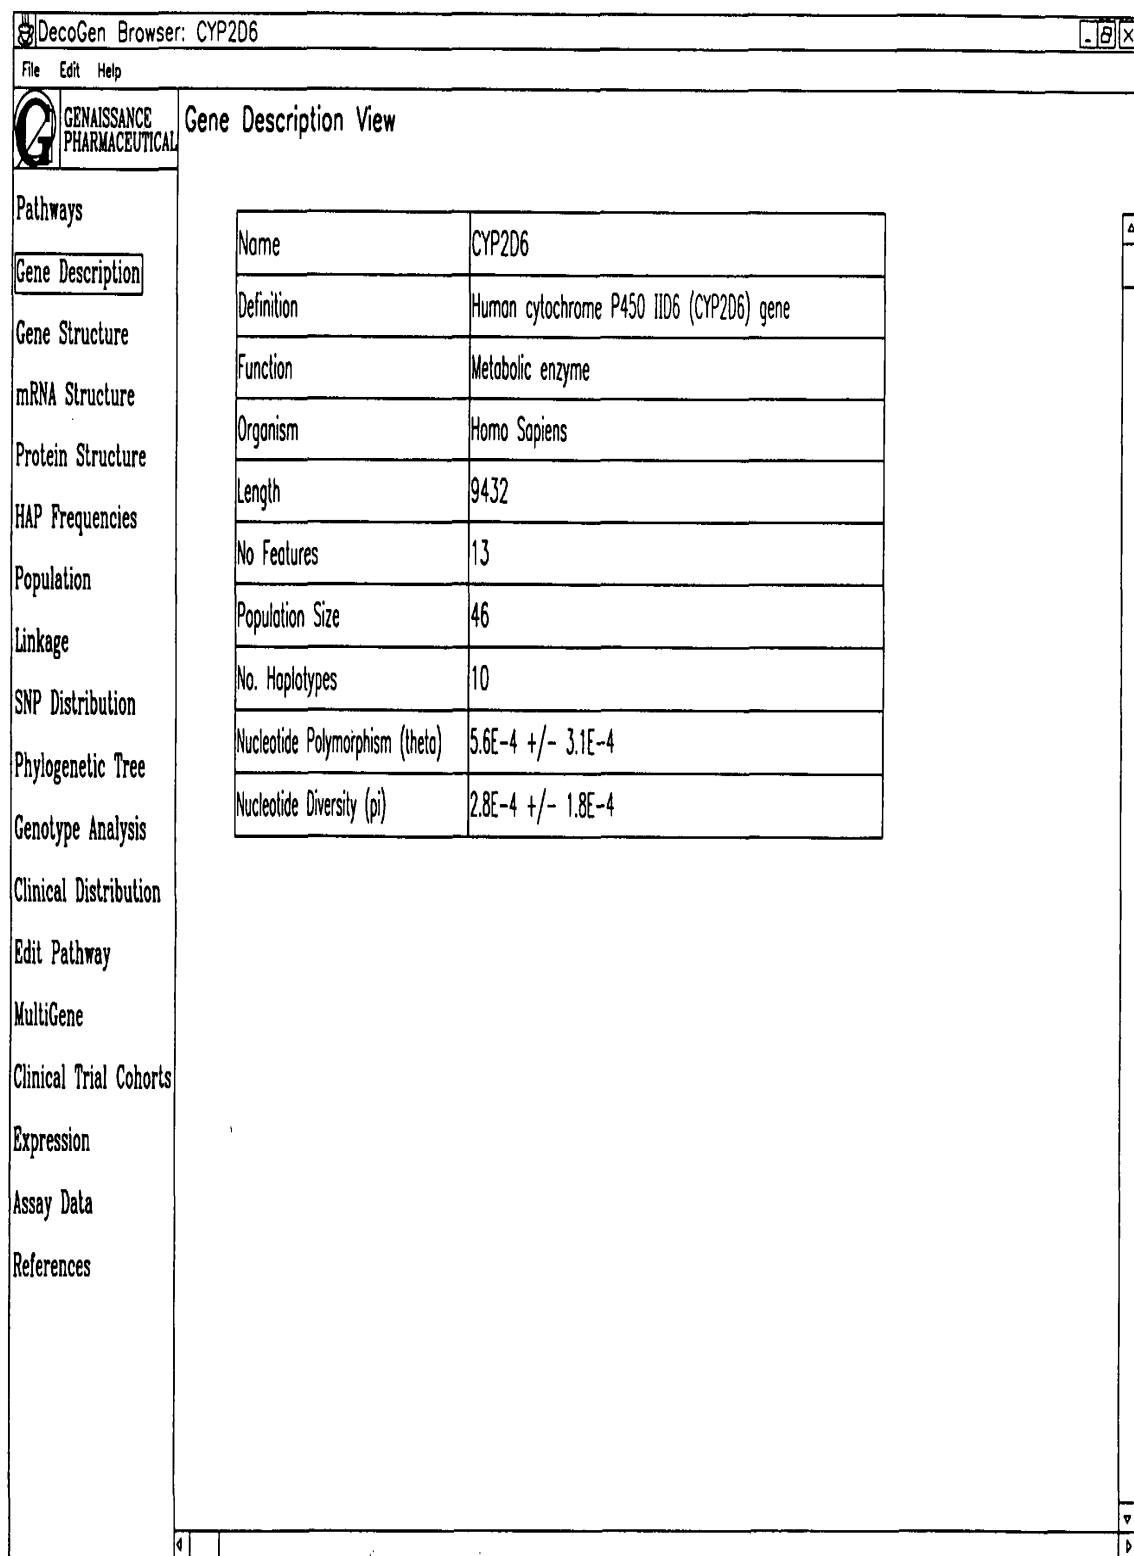 DecoGen Browser: CYP2D6
File Edit Help
G
GENAISSANCE
PHARMACEUTICAL
Gene Description View
Pathways
Gene Description
Gene Structure
mRNA Structure
Protein Structure
HAP Frequencies
Population
Linkage
SNP Distribution
Phylogenetic Tree
Genotype Analysis
Clinical Distribution
Edit Pathway
MultiGene
Clinical Trial Cohorts
Expression
Assay Data
References
Name CYP2D6
Definition Human cytochrome P450 IID6 (CYP2D6) gene
Function Metabolic enzyme
Organism Homo Sapiens
Length 9432
No Features 13
Population Size 46
No. Haplotypes 10
Nucleotide Polymorphism (theta) 5.6E-4 +/- 3.1E-4
Nucleotide Diversity (pi) 2.8E-4 +/- 1.8E-4